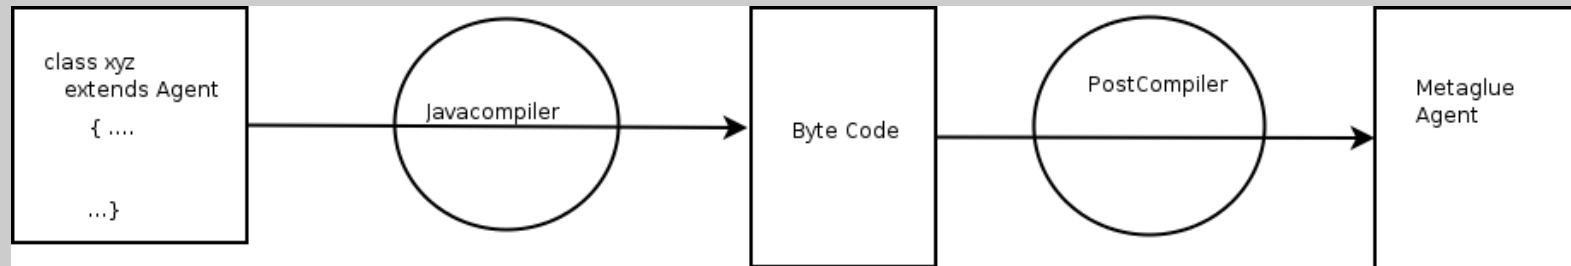 class xyz
extends Agent
{ ....
...}
Javacompiler
Byte Code
PostCompiler
Metaglue
Agent